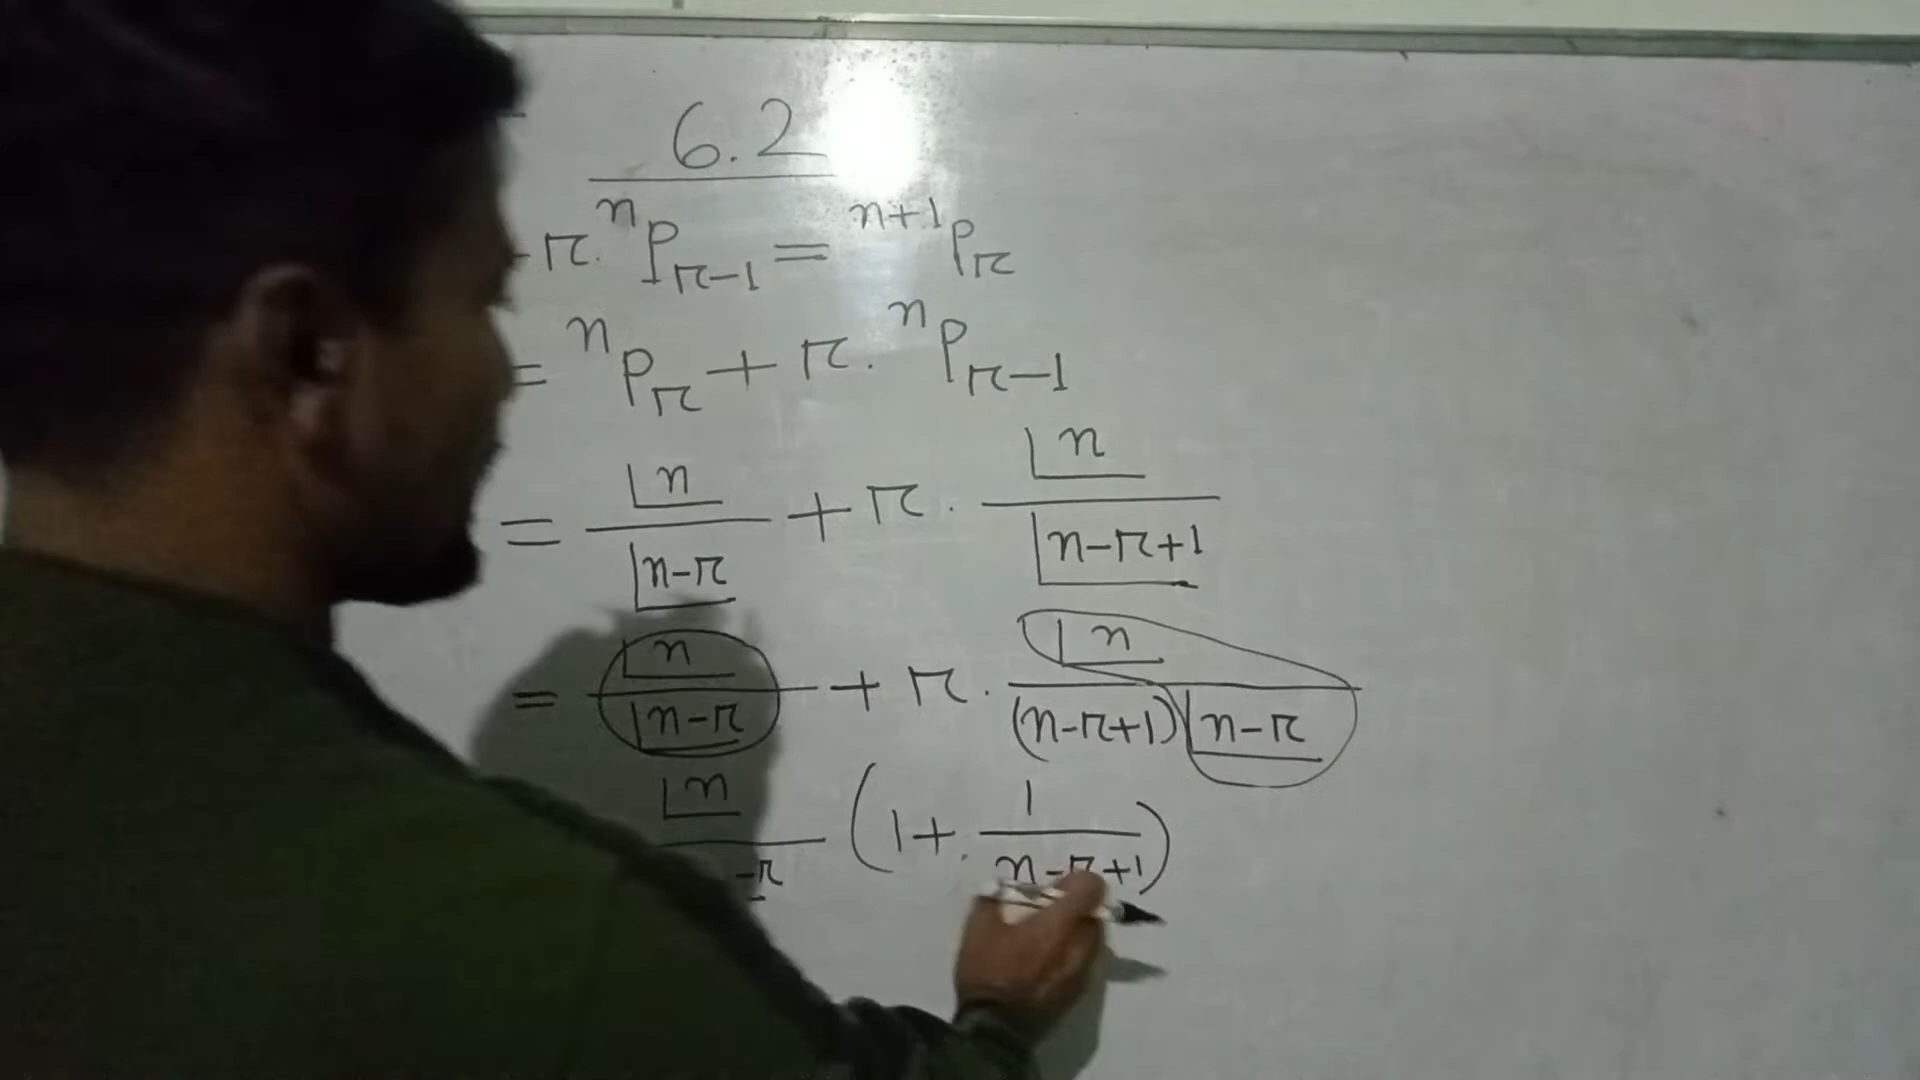 6.2
r. ⁿPᵣ₋₁ = ⁿ⁺¹Pᵣ
= ⁿPᵣ + r. ⁿPᵣ₋₁
= |n / |n-r + r. |n / |n-r+1
= |n / |n-r + r. |n / (n-r+1) |n-r
|n / -r (1 + 1 / n-r+1)